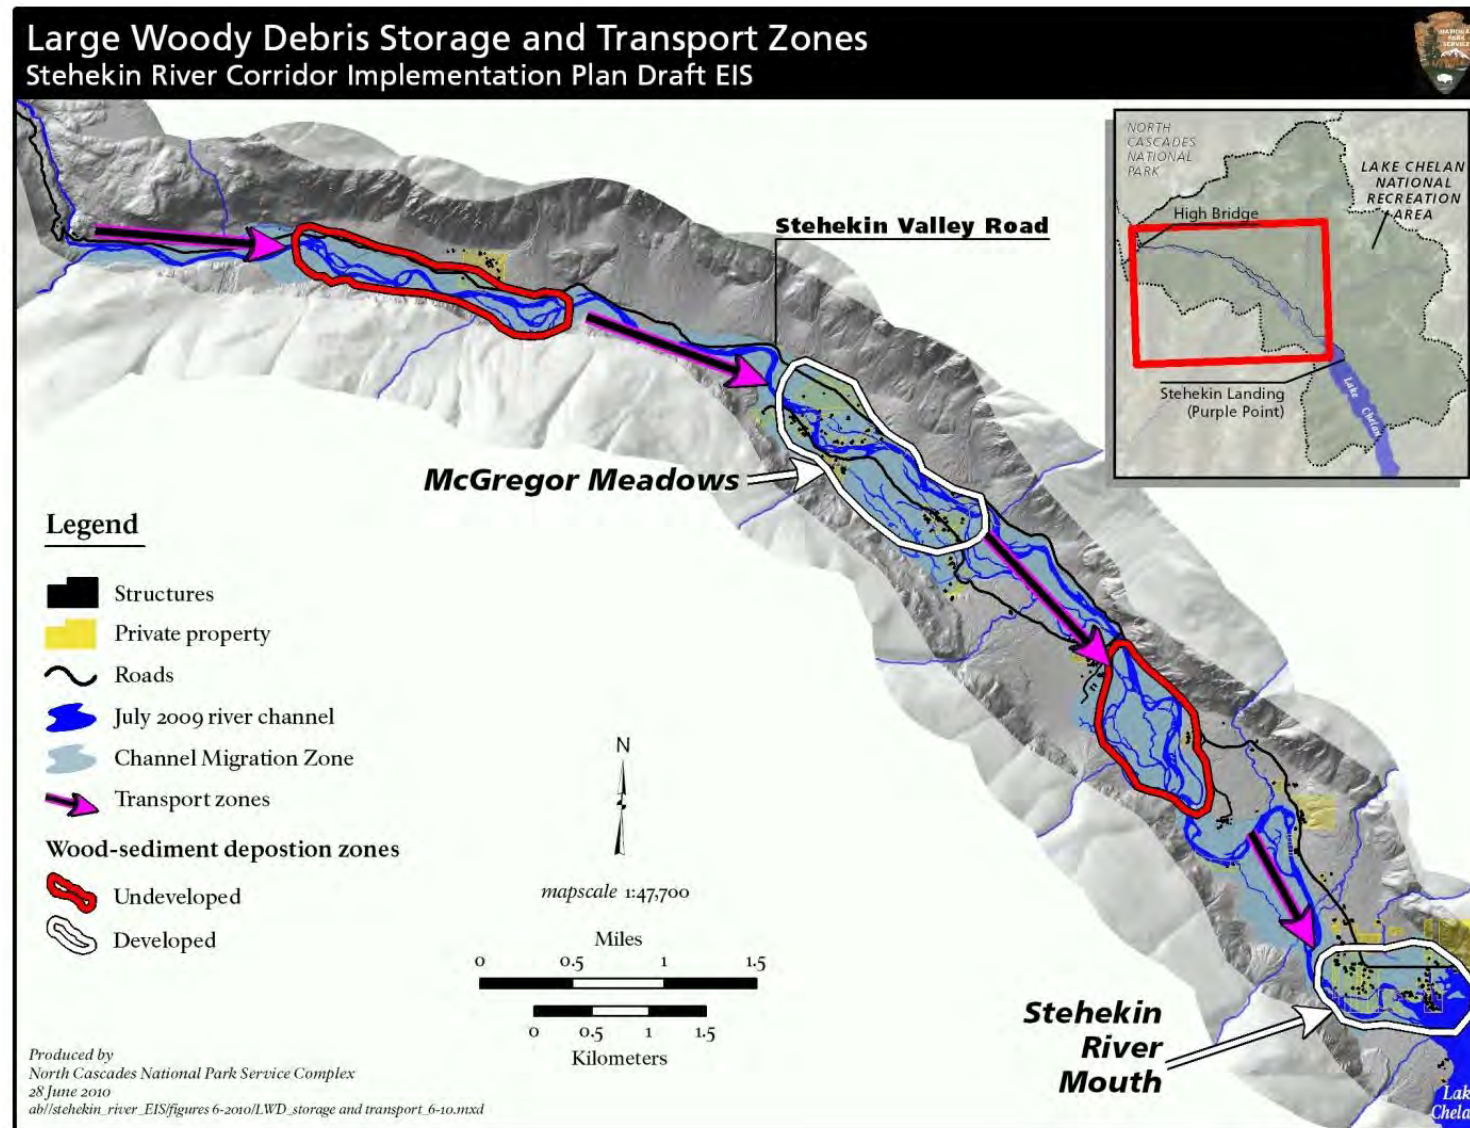 Large Woody Debris Storage and Transport Zones
Stehekin River Corridor Implementation Plan Draft EIS
NATIONAL
PARK
SERVICE
NORTH
CASCADES
NATIONAL
PARK
LAKE CHELAN
NATIONAL
RECREATION
AREA
High Bridge
Stehekin Landing
(Purple Point)
Lake Chelan
Stehekin Valley Road
McGregor Meadows
Legend
Structures
Private property
Roads
July 2009 river channel
Channel Migration Zone
Transport zones
Wood-sediment depostion zones
Undeveloped
Developed
N
mapscale 1:47,700
Miles
0 0.5 1 1.5
0 0.5 1 1.5
Kilometers
Stehekin
River
Mouth
Lak
Chela
Produced by
North Cascades National Park Service Complex
28 June 2010
ab//stehekin_river_EIS/figures 6-2010/LWD_storage and transport_6-10.mxd